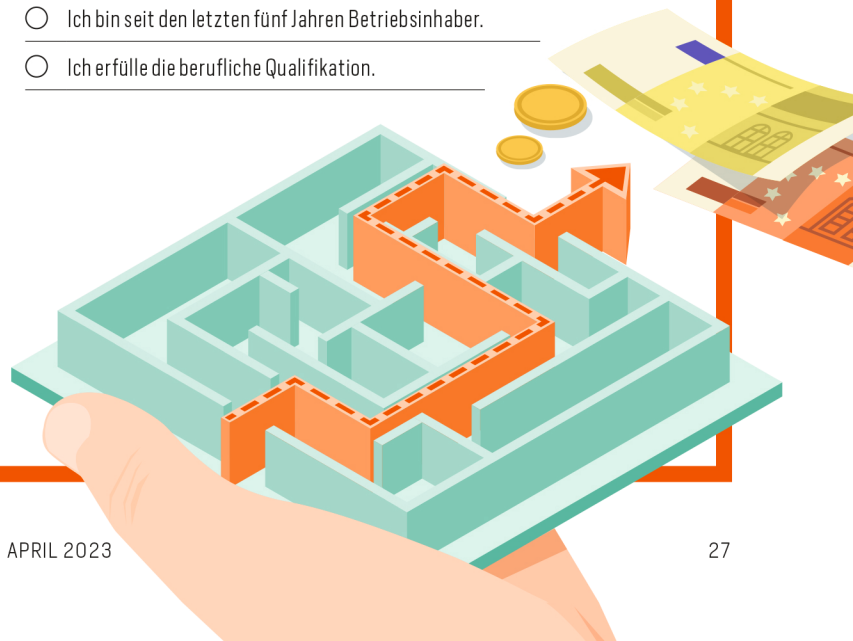 Ich bin seit den letzten fünf Jahren Betriebsinhaber.
Ich erfülle die berufliche Qualifikation.
APRIL 2023
27